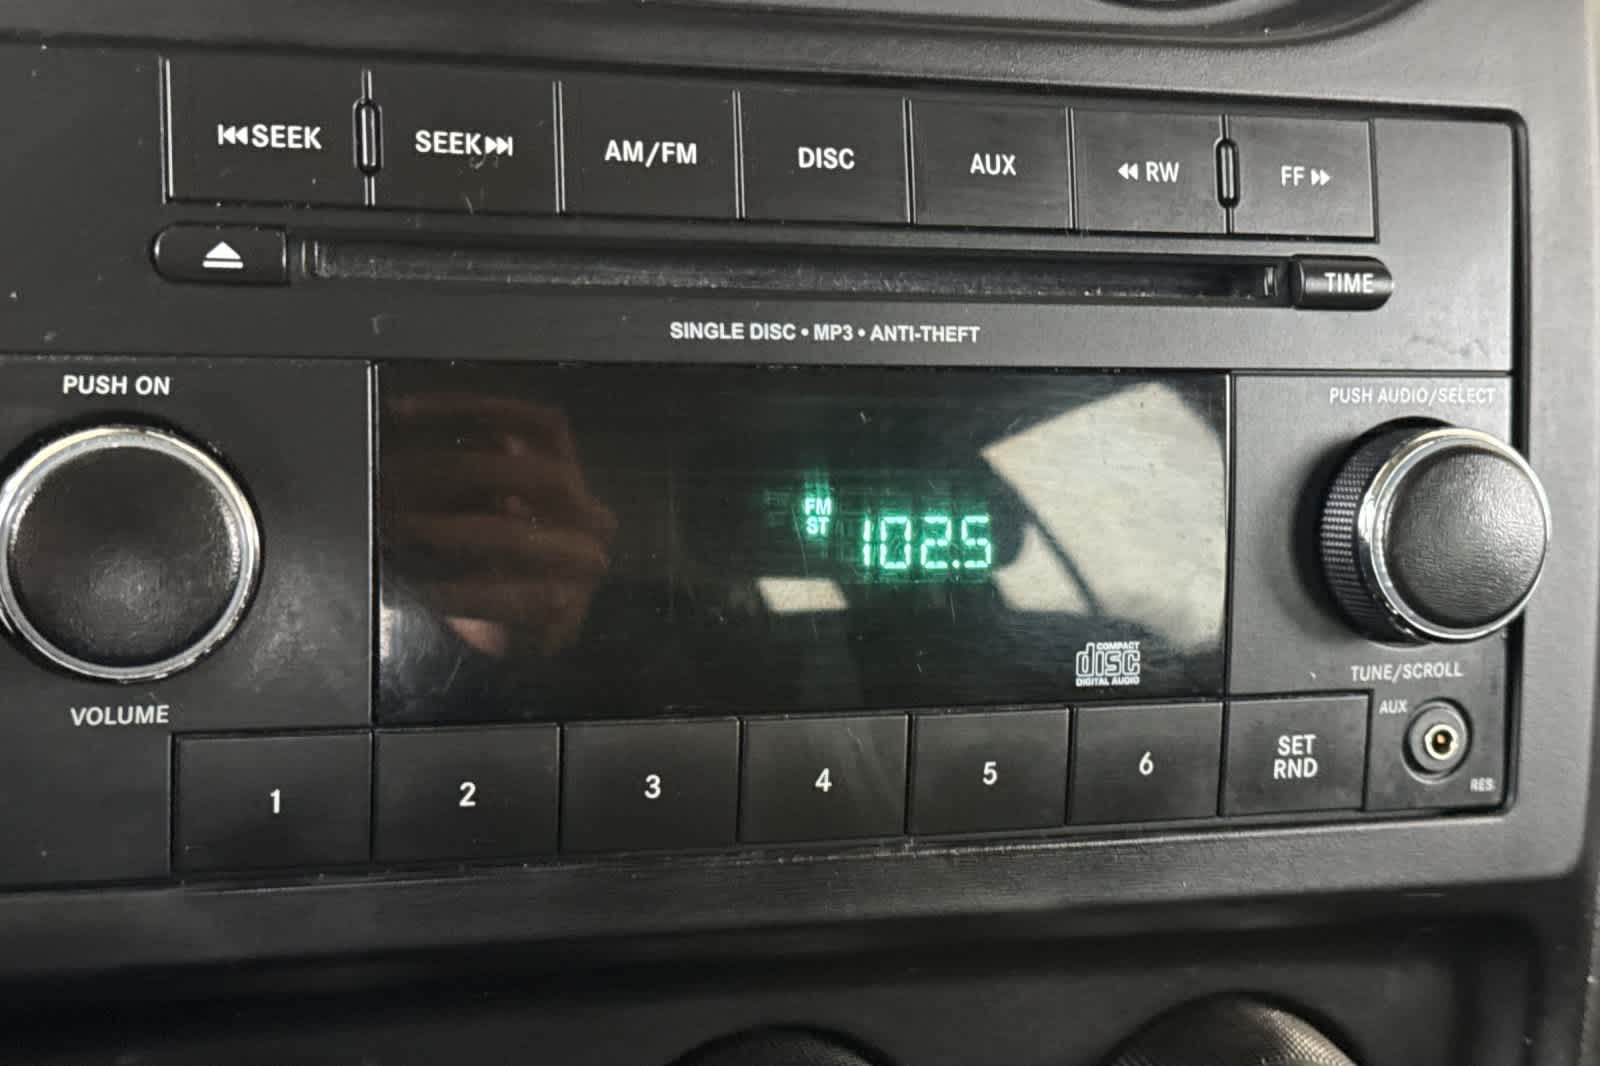 SEEK
SEEK
AM/FM
DISC
AUX
RW
FF
TIME
SINGLE DISC • MP3 • ANTI-THEFT
PUSH ON
PUSH AUDIO/SELECT
FM
ST
102.5
COMPACT
disc
DIGITAL AUDIO
VOLUME
TUNE/SCROLL
1
2
3
4
5
6
SET
RND
AUX
RES